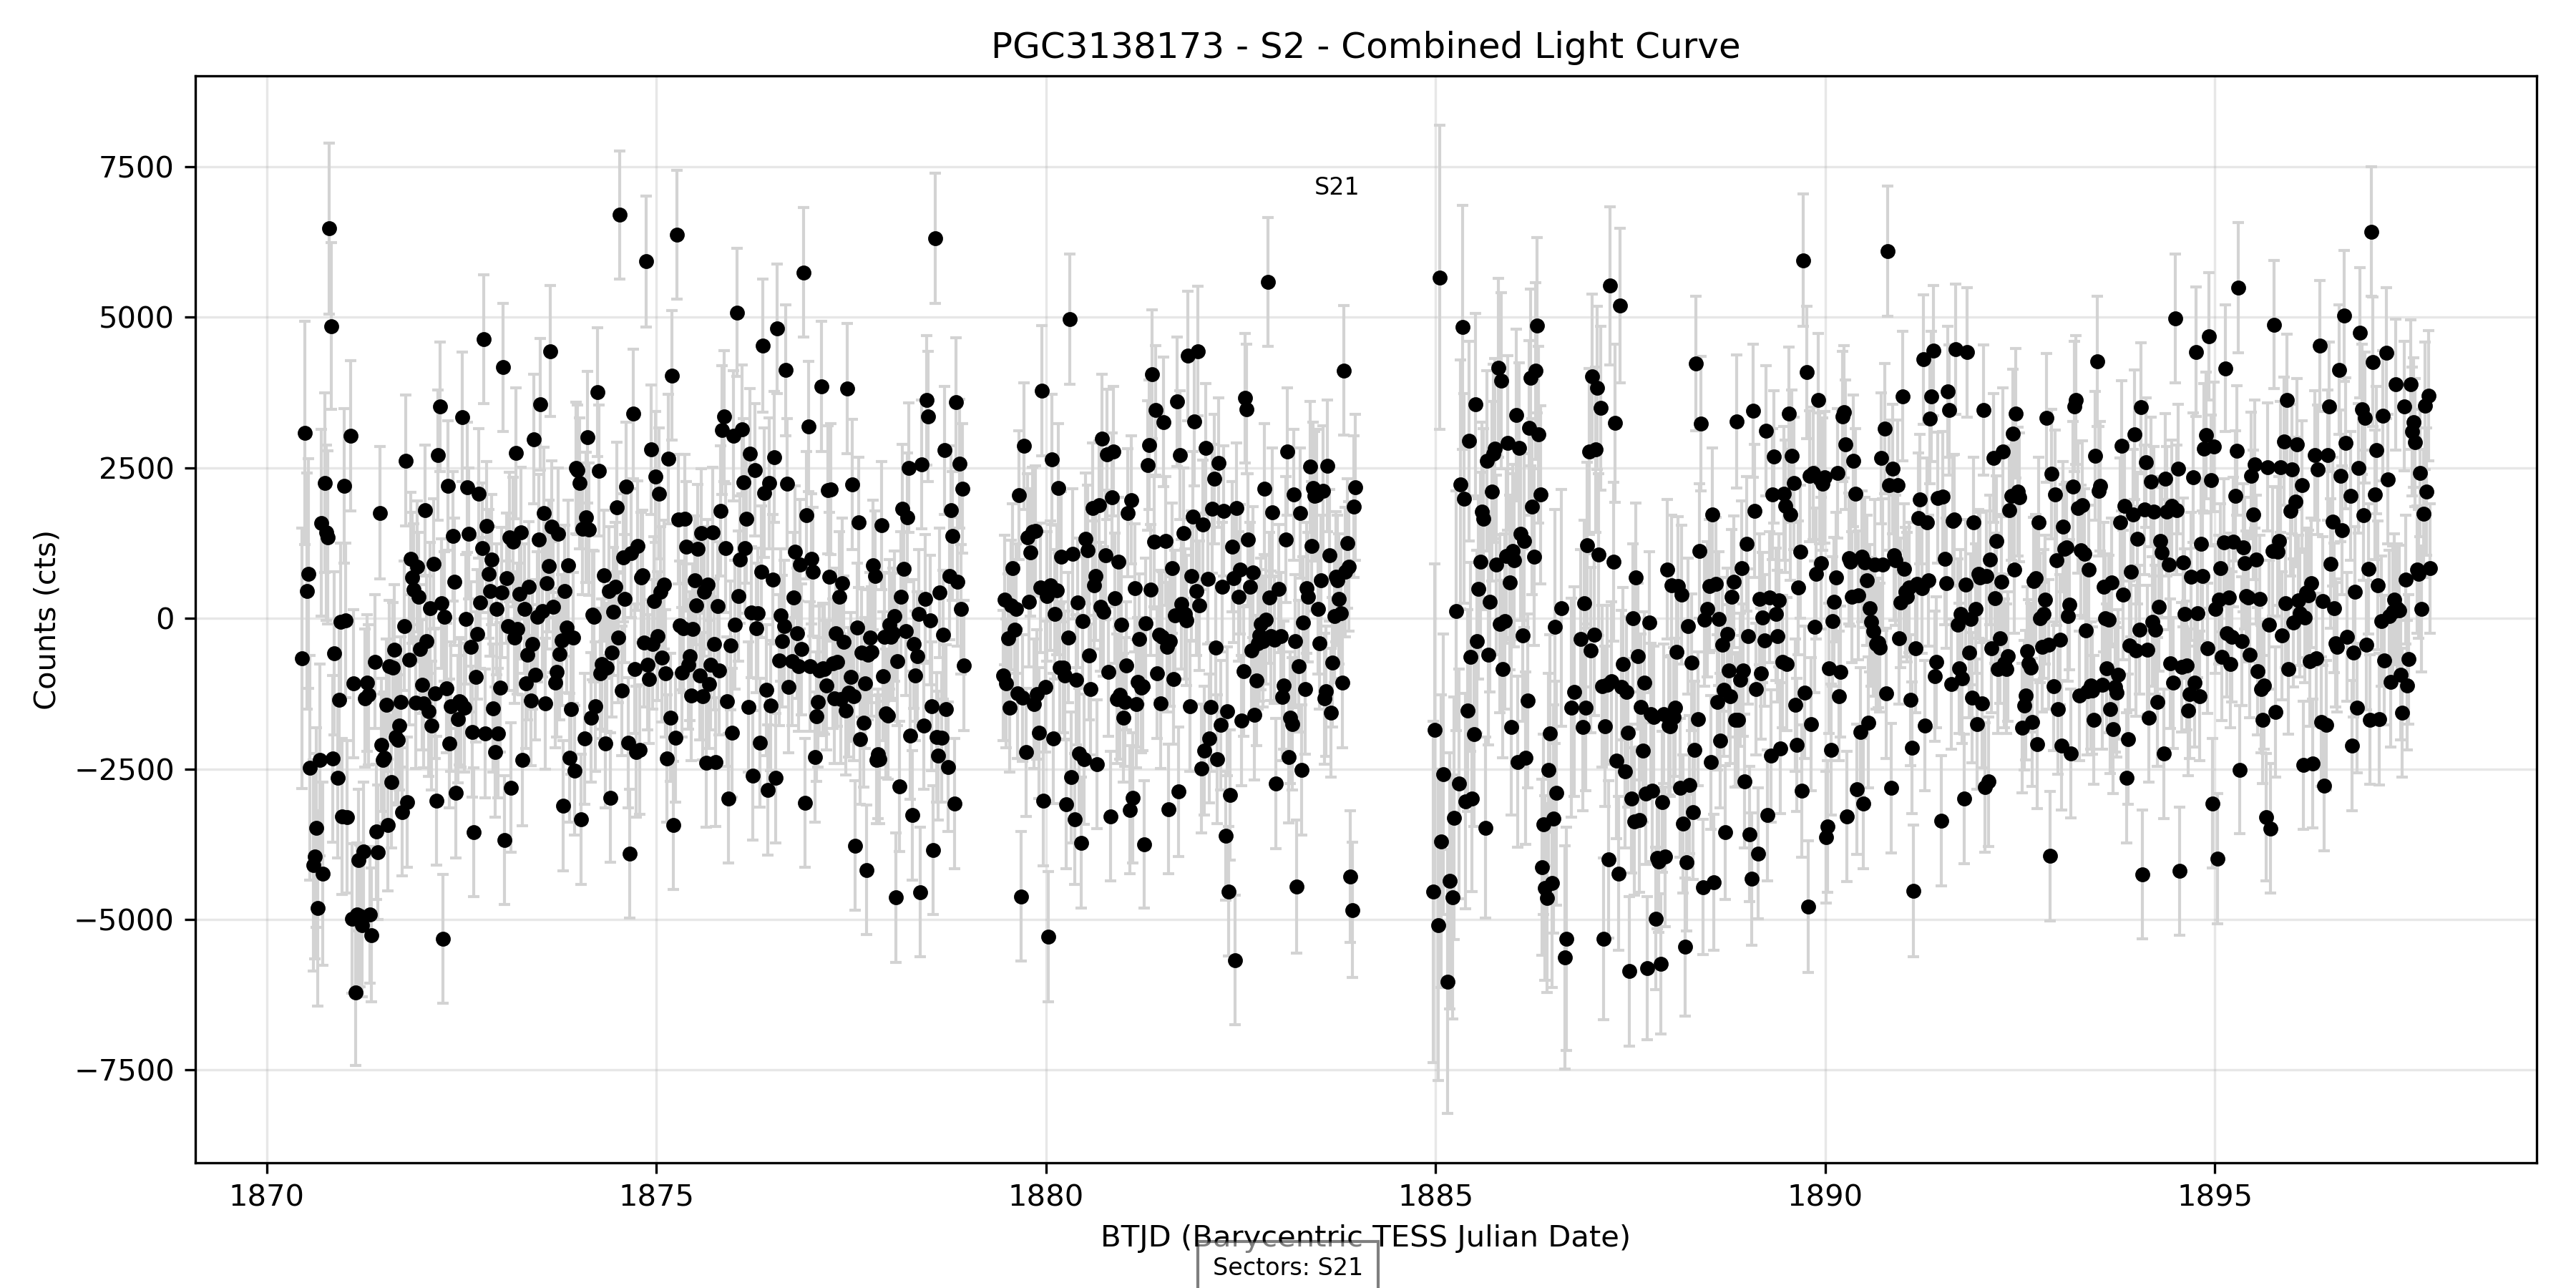 PGC3138173 - S2 - Combined Light Curve
Counts (cts)
7500
5000
2500
0
−2500
−5000
−7500
S21
1870 1875 1880 1885 1890 1895
BTJD (Barycentric TESS Julian Date)
Sectors: S21